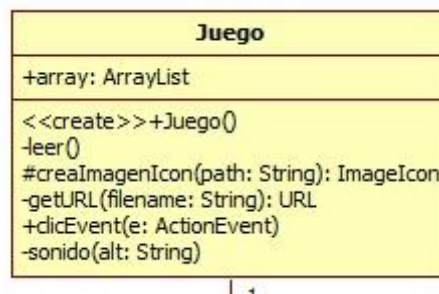 Juego
+array: ArrayList
<<create>>+Juego()
-leer()
#creaImagenIcon(path: String): ImageIcon
-getURL(filename: String): URL
+clicEvent(e: ActionEvent)
-sonido(alt: String)